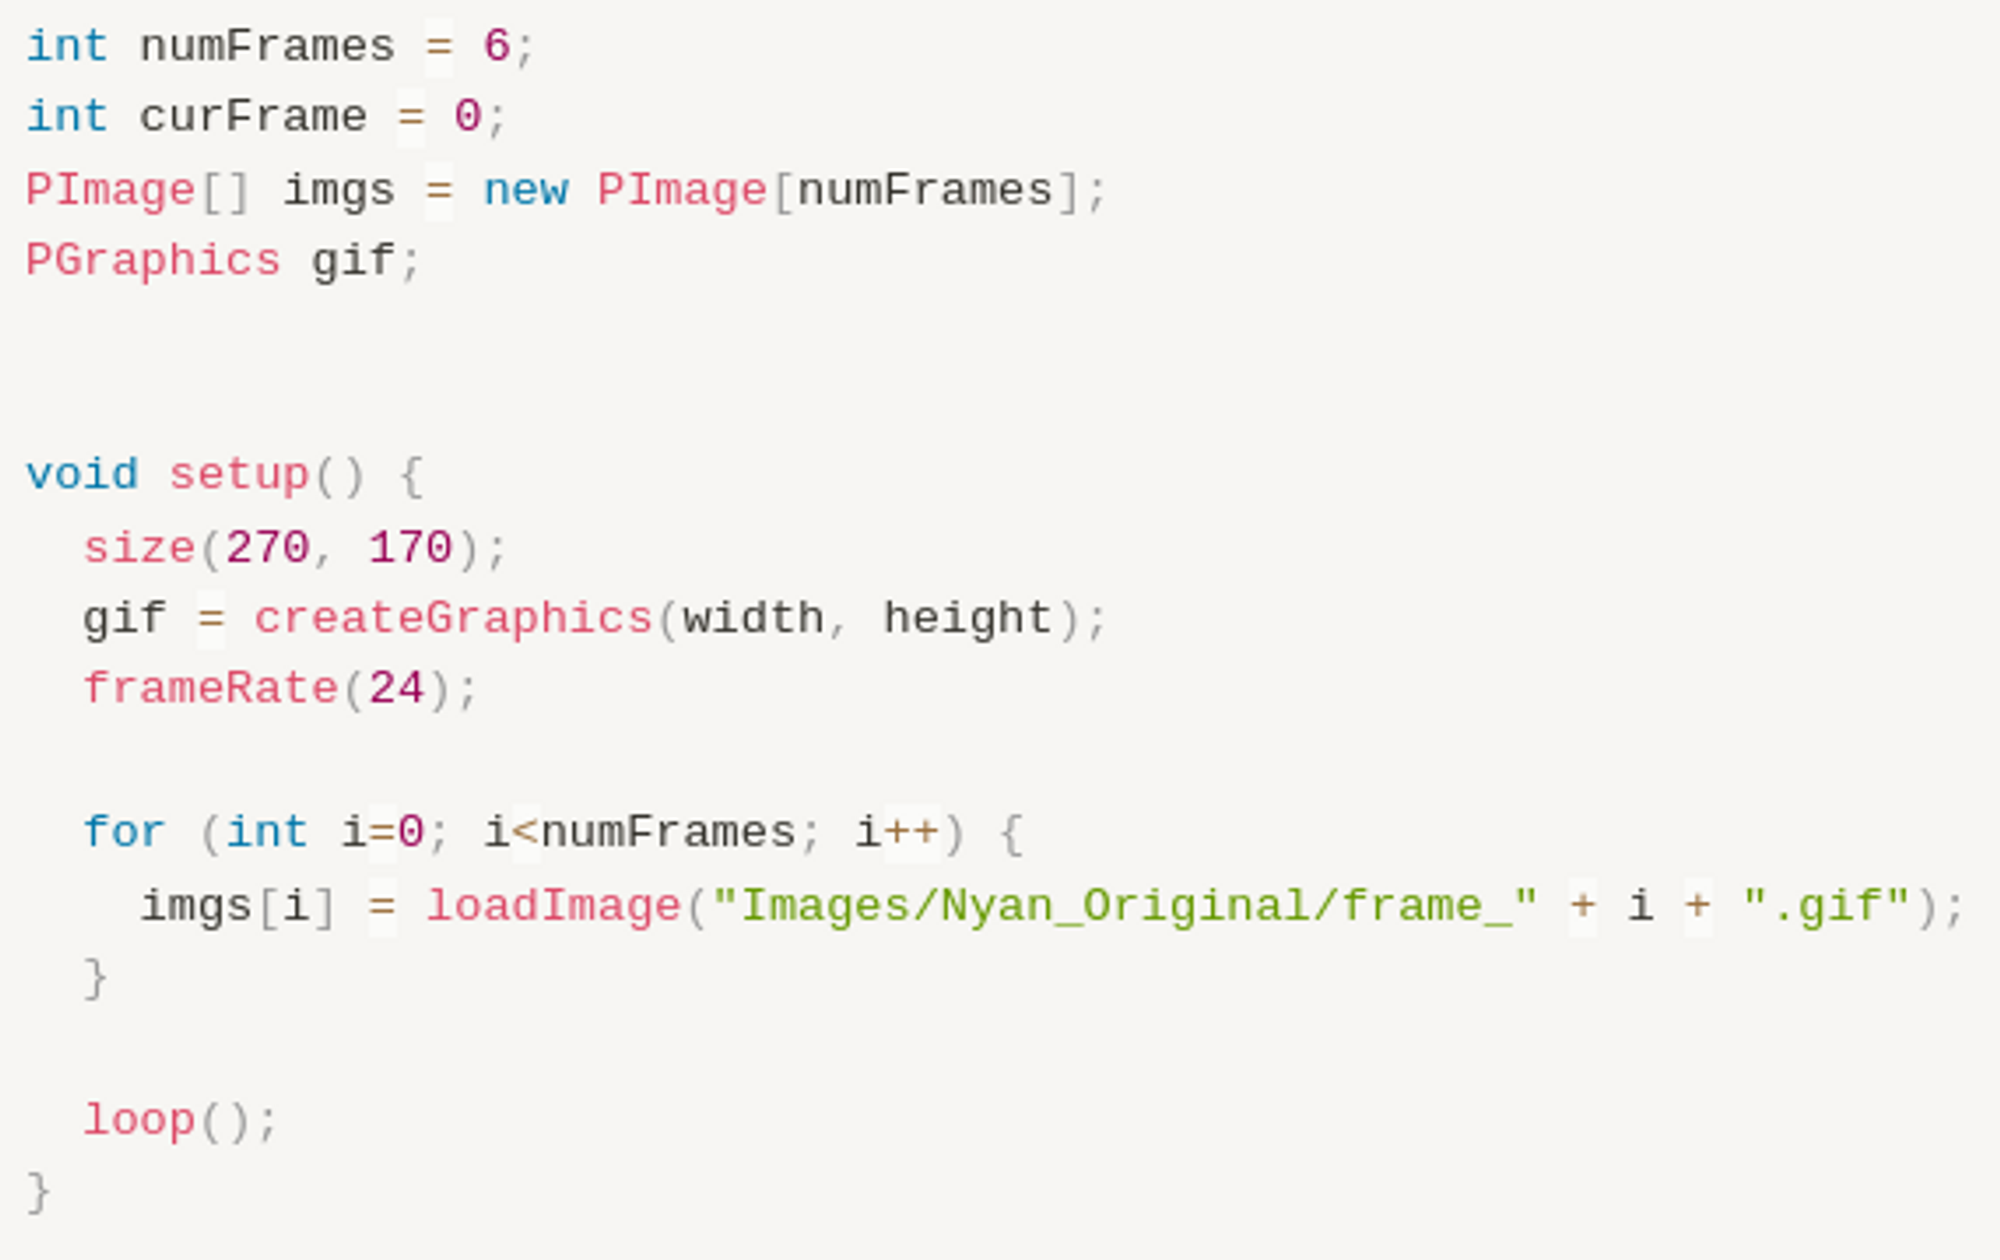 int numFrames = 6;
int curFrame = 0;
PImage[] imgs = new PImage[numFrames];
PGraphics gif;
void setup() {
  size(270, 170);
  gif = createGraphics(width, height);
  frameRate(24);
  for (int i=0; i<numFrames; i++) {
    imgs[i] = loadImage("Images/Nyan_Original/frame_" + i + ".gif");
  }
  loop();
}